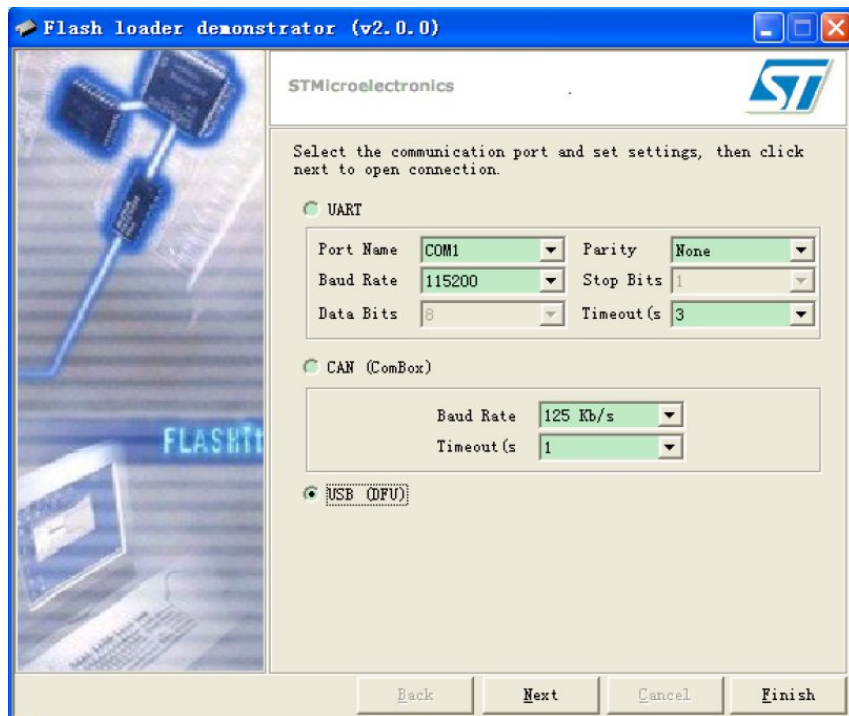 Flash loader demonstrator (v2.0.0)
STMicroelectronics
ST
Select the communication port and set settings, then click
next to open connection.
UART
Port Name COM1 Parity None
Baud Rate 115200 Stop Bits 1
Data Bits 8 Timeout(s 3
CAN (ComBox)
Baud Rate 125 Kb/s
Timeout(s 1
USB (DFU)
Back Next Cancel Finish